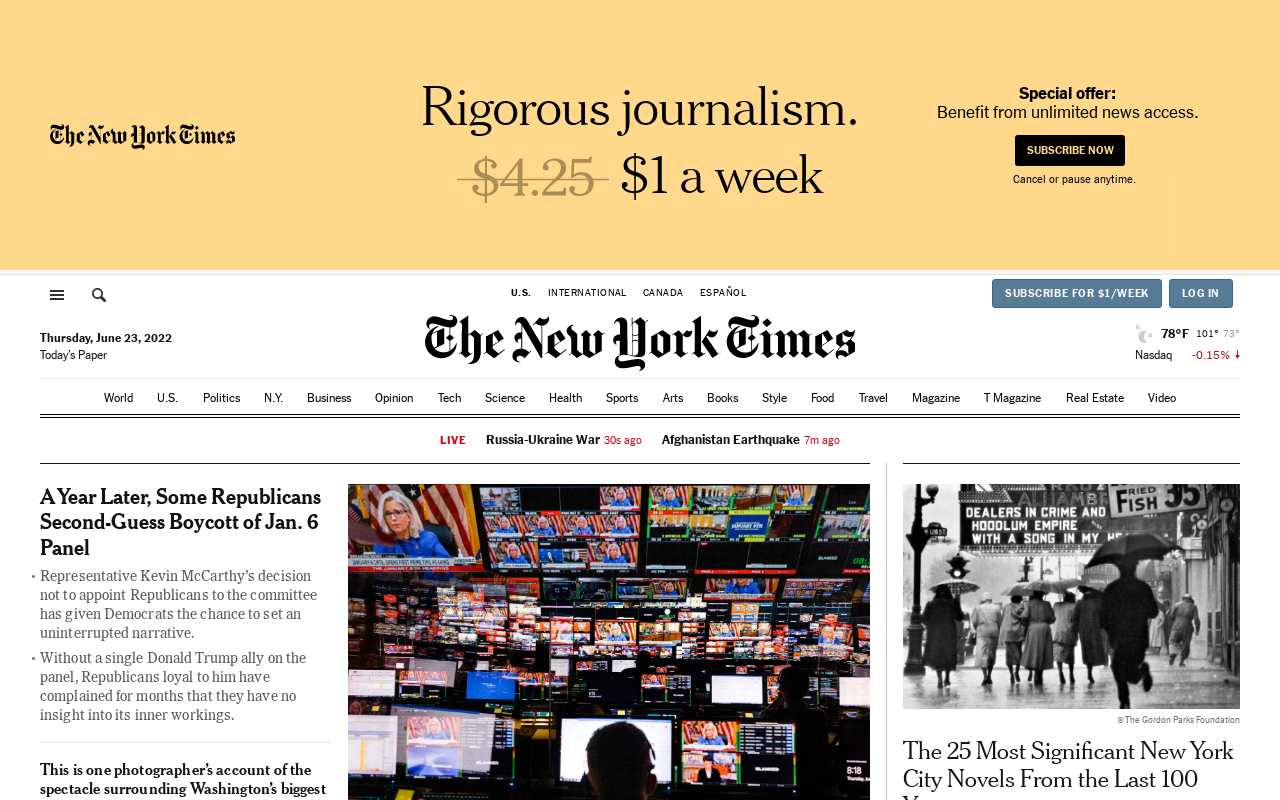 The New York Times
Rigorous journalism.
$4.25 $1 a week
Special offer:
Benefit from unlimited news access.
SUBSCRIBE NOW
Cancel or pause anytime.
U.S. INTERNATIONAL CANADA ESPAÑOL
SUBSCRIBE FOR $1/WEEK LOG IN
Thursday, June 23, 2022
Today's Paper
The New York Times
78°F 101° 73°
Nasdaq -0.15% ↓
World U.S. Politics N.Y. Business Opinion Tech Science Health Sports Arts Books Style Food Travel Magazine T Magazine Real Estate Video
LIVE Russia-Ukraine War 30s ago Afghanistan Earthquake 7m ago
A Year Later, Some Republicans
Second-Guess Boycott of Jan. 6
Panel
• Representative Kevin McCarthy's decision
not to appoint Republicans to the committee
has given Democrats the chance to set an
uninterrupted narrative.
• Without a single Donald Trump ally on the
panel, Republicans loyal to him have
complained for months that they have no
insight into its inner workings.
This is one photographer's account of the
spectacle surrounding Washington's biggest
8:18
FRIED
FISH 35
DEALERS IN CRIME AND
HOODLUM EMPIRE
WITH A SONG IN MY
© The Gordon Parks Foundation
The 25 Most Significant New York
City Novels From the Last 100